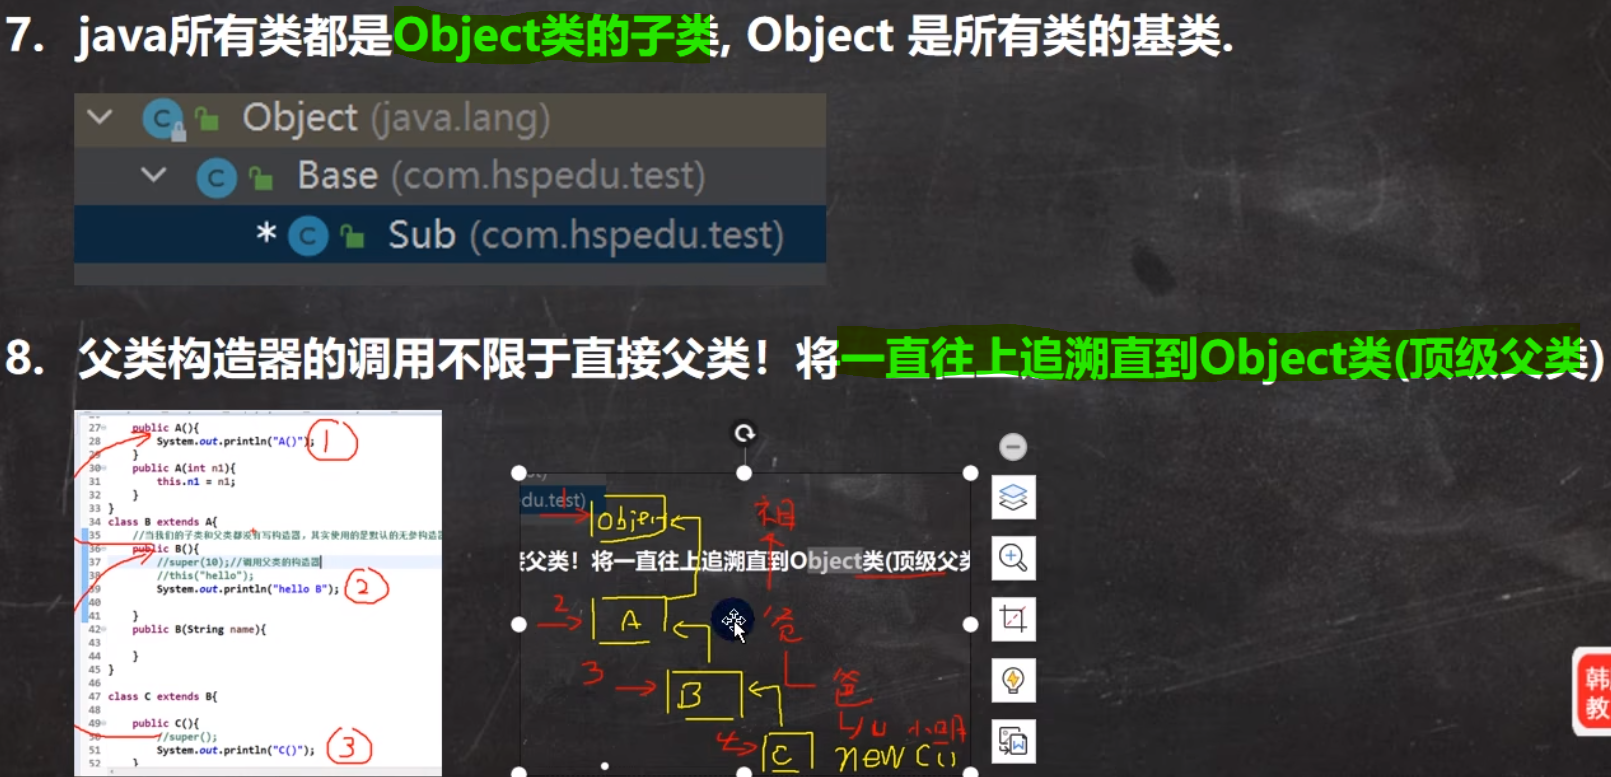 7. java所有类都是Object类的子类, Object 是所有类的基类.
Object (java.lang)
Base (com.hspedu.test)
* Sub (com.hspedu.test)
8. 父类构造器的调用不限于直接父类！将一直往上追溯直到Object类(顶级父类)
27 public A(){
28 System.out.println("A()");
29 }
30 public A(int n1){
31 this.n1 = n1;
32 }
33 }
34 class B extends A{
35 //当我们的子类和父类都没有写构造器，其实使用的是默认的无参构造器
36 public B(){
37 //super(10);//调用父类的构造器
38 //this("hello");
39 System.out.println("hello B");
40
41 }
42 public B(String name){
43
44 }
45 }
46
47 class C extends B{
48
49 public C(){
50 //super();
51 System.out.println("C()");
52 }
1
2
3
du.test)
父类！将一直往上追溯直到Object类(顶级父类
1
Object
祖
2
A
爷
3
B
爸
4
C
new C()
小明
韩
教